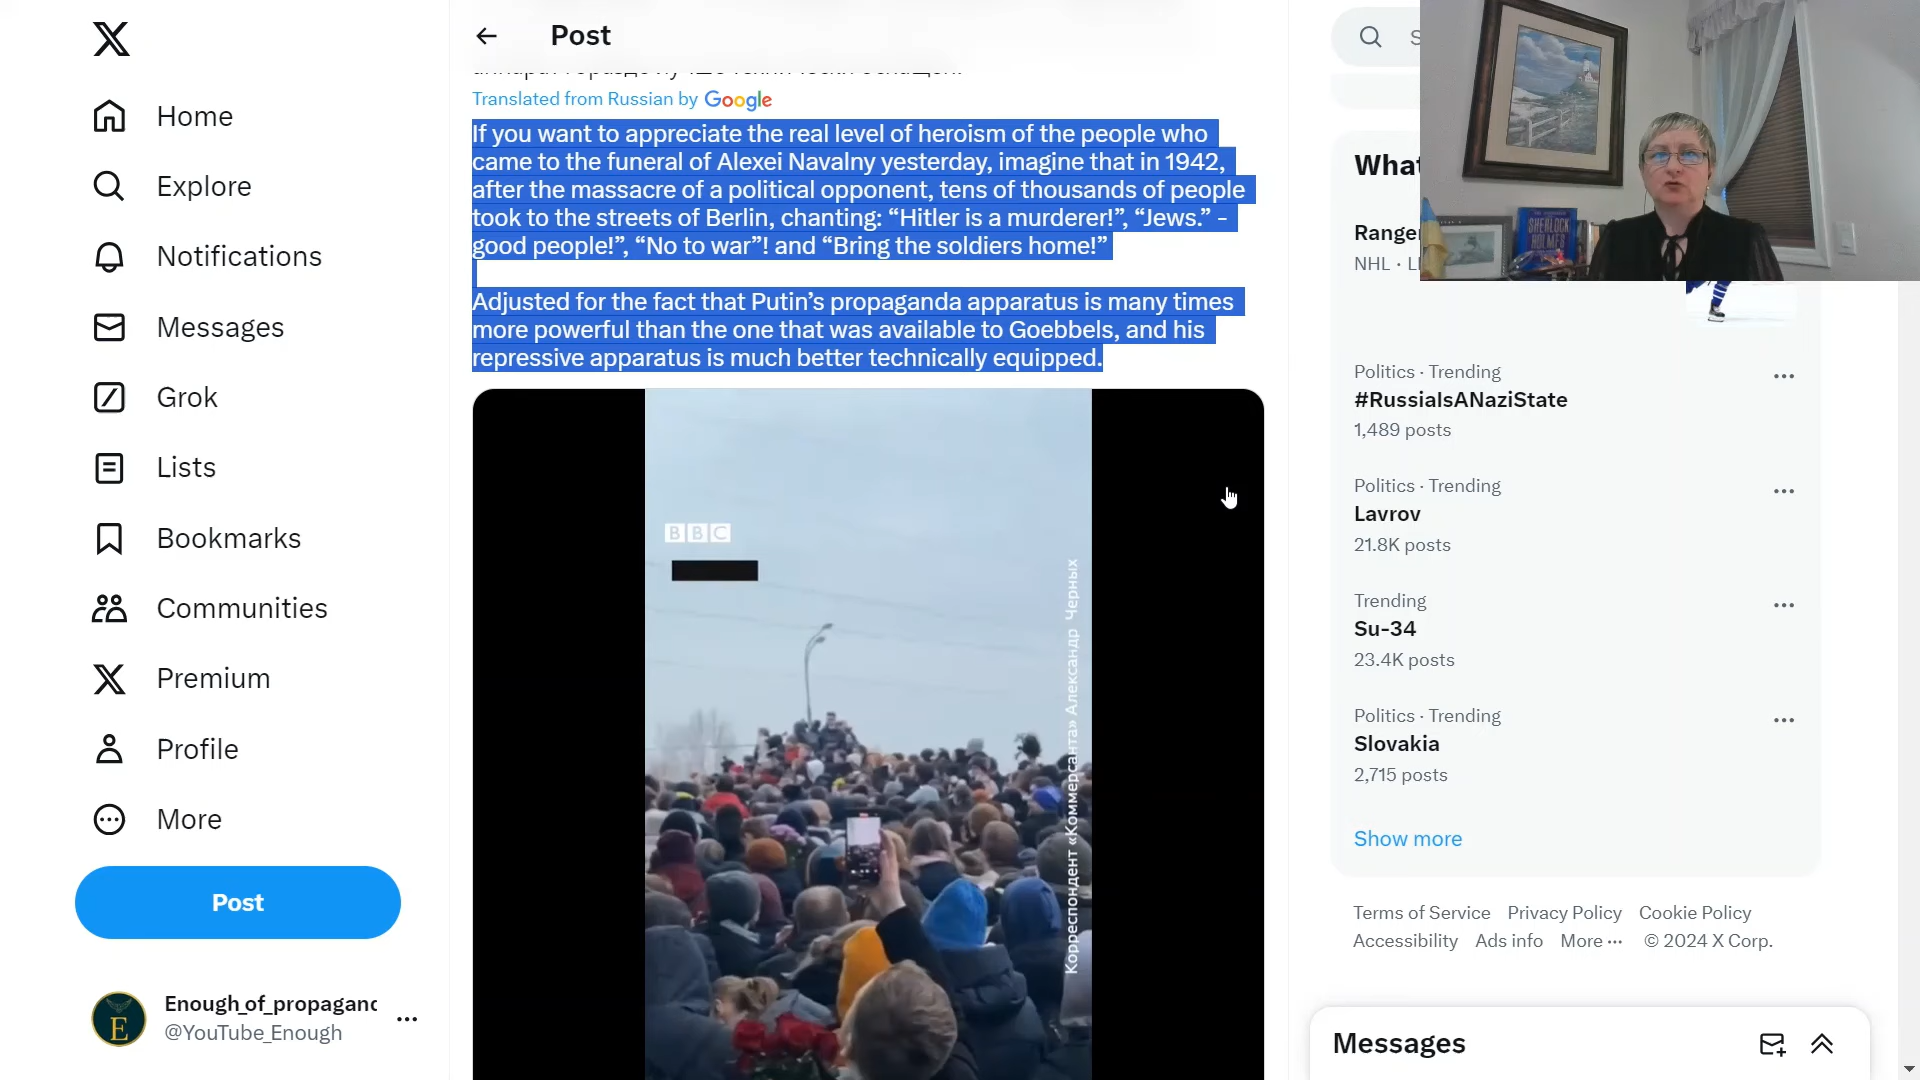 Post
Translated from Russian by Google
If you want to appreciate the real level of heroism of the people who
came to the funeral of Alexei Navalny yesterday, imagine that in 1942,
after the massacre of a political opponent, tens of thousands of people
took to the streets of Berlin, chanting: “Hitler is a murderer!”, “Jews.” -
good people!”, “No to war”! and “Bring the soldiers home!”
Adjusted for the fact that Putin’s propaganda apparatus is many times
more powerful than the one that was available to Goebbels, and his
repressive apparatus is much better technically equipped.
BBC
Корреспондент «Коммерсанта» Александр Черных
Home
Explore
Notifications
Messages
Grok
Lists
Bookmarks
Communities
Premium
Profile
More
Post
Enough_of_propagand
@YouTube_Enough
SHERLOCK
HOLMES
NHL
Politics · Trending
#RussiaIsANaziState
1,489 posts
Politics · Trending
Lavrov
21.8K posts
Trending
Su-34
23.4K posts
Politics · Trending
Slovakia
2,715 posts
Show more
Terms of Service Privacy Policy Cookie Policy
Accessibility Ads info More ··· © 2024 X Corp.
Messages